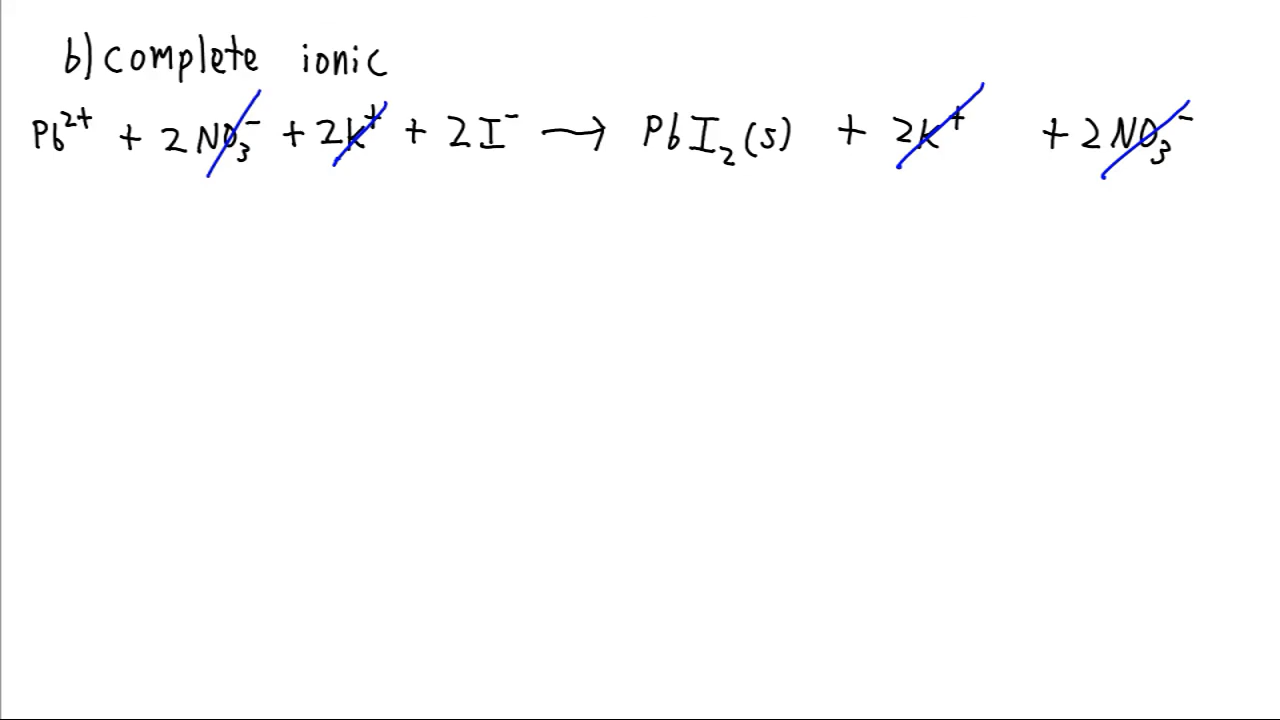 b) complete ionic
Pb²⁺ + 2NO₃⁻ + 2K⁺ + 2I⁻ → PbI₂(s) + 2K⁺ + 2NO₃⁻